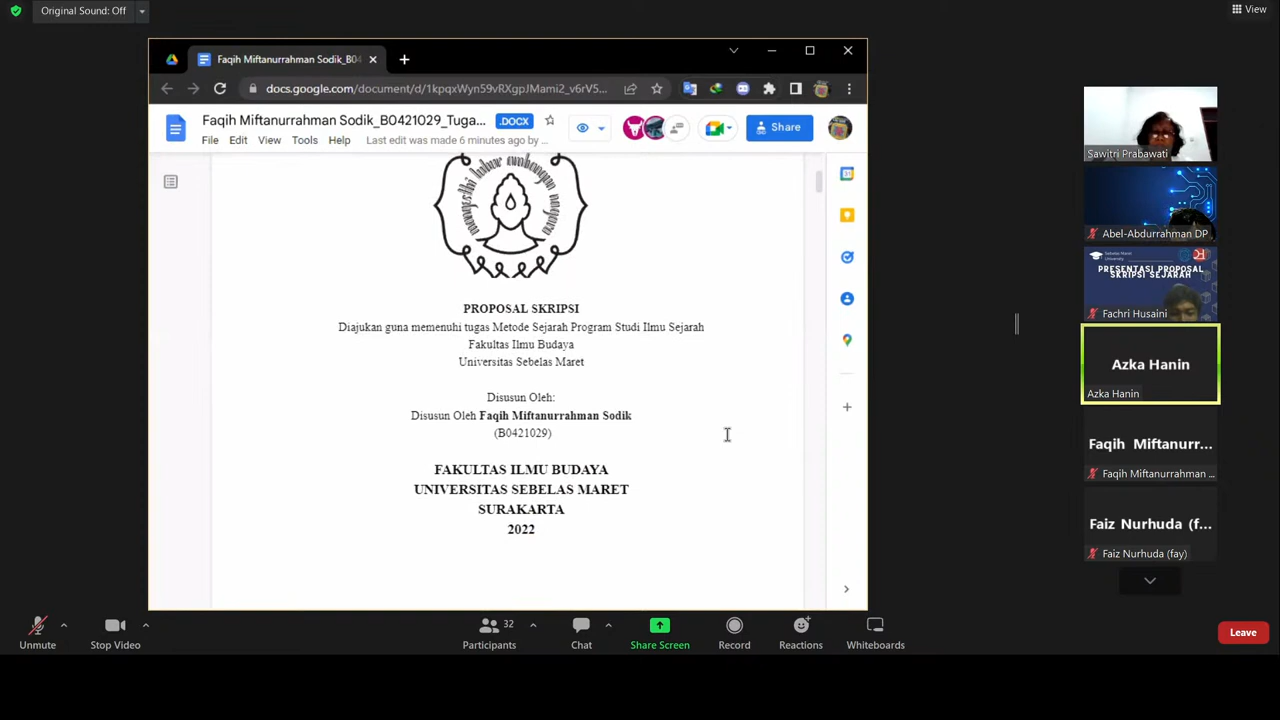 Original Sound: Off
View
Faqih Miftanurrahman Sodik_B04
docs.google.com/document/d/1kpqxWyn59vRXgpJMami2_v6rV5...
Faqih Miftanurrahman Sodik_B0421029_Tuga...
.DOCX
Share
File Edit View Tools Help
Last edit was made 6 minutes ago by ...
PROPOSAL SKRIPSI
Diajukan guna memenuhi tugas Metode Sejarah Program Studi Ilmu Sejarah
Fakultas Ilmu Budaya
Universitas Sebelas Maret
Disusun Oleh:
Disusun Oleh Faqih Miftanurrahman Sodik
(B0421029)
FAKULTAS ILMU BUDAYA
UNIVERSITAS SEBELAS MARET
SURAKARTA
2022
Sawitri Prabawati
Abel-Abdurrahman DP
Sebelas Maret
University
PRESENTASI PROPOSAL
SKRIPSI SEJARAH
Fachri Husaini
Azka Hanin
Azka Hanin
Faqih Miftanurr...
Faqih Miftanurrahman ...
Faiz Nurhuda (f...
Faiz Nurhuda (fay)
Unmute
Stop Video
32
Participants
Chat
Share Screen
Record
Reactions
Whiteboards
Leave